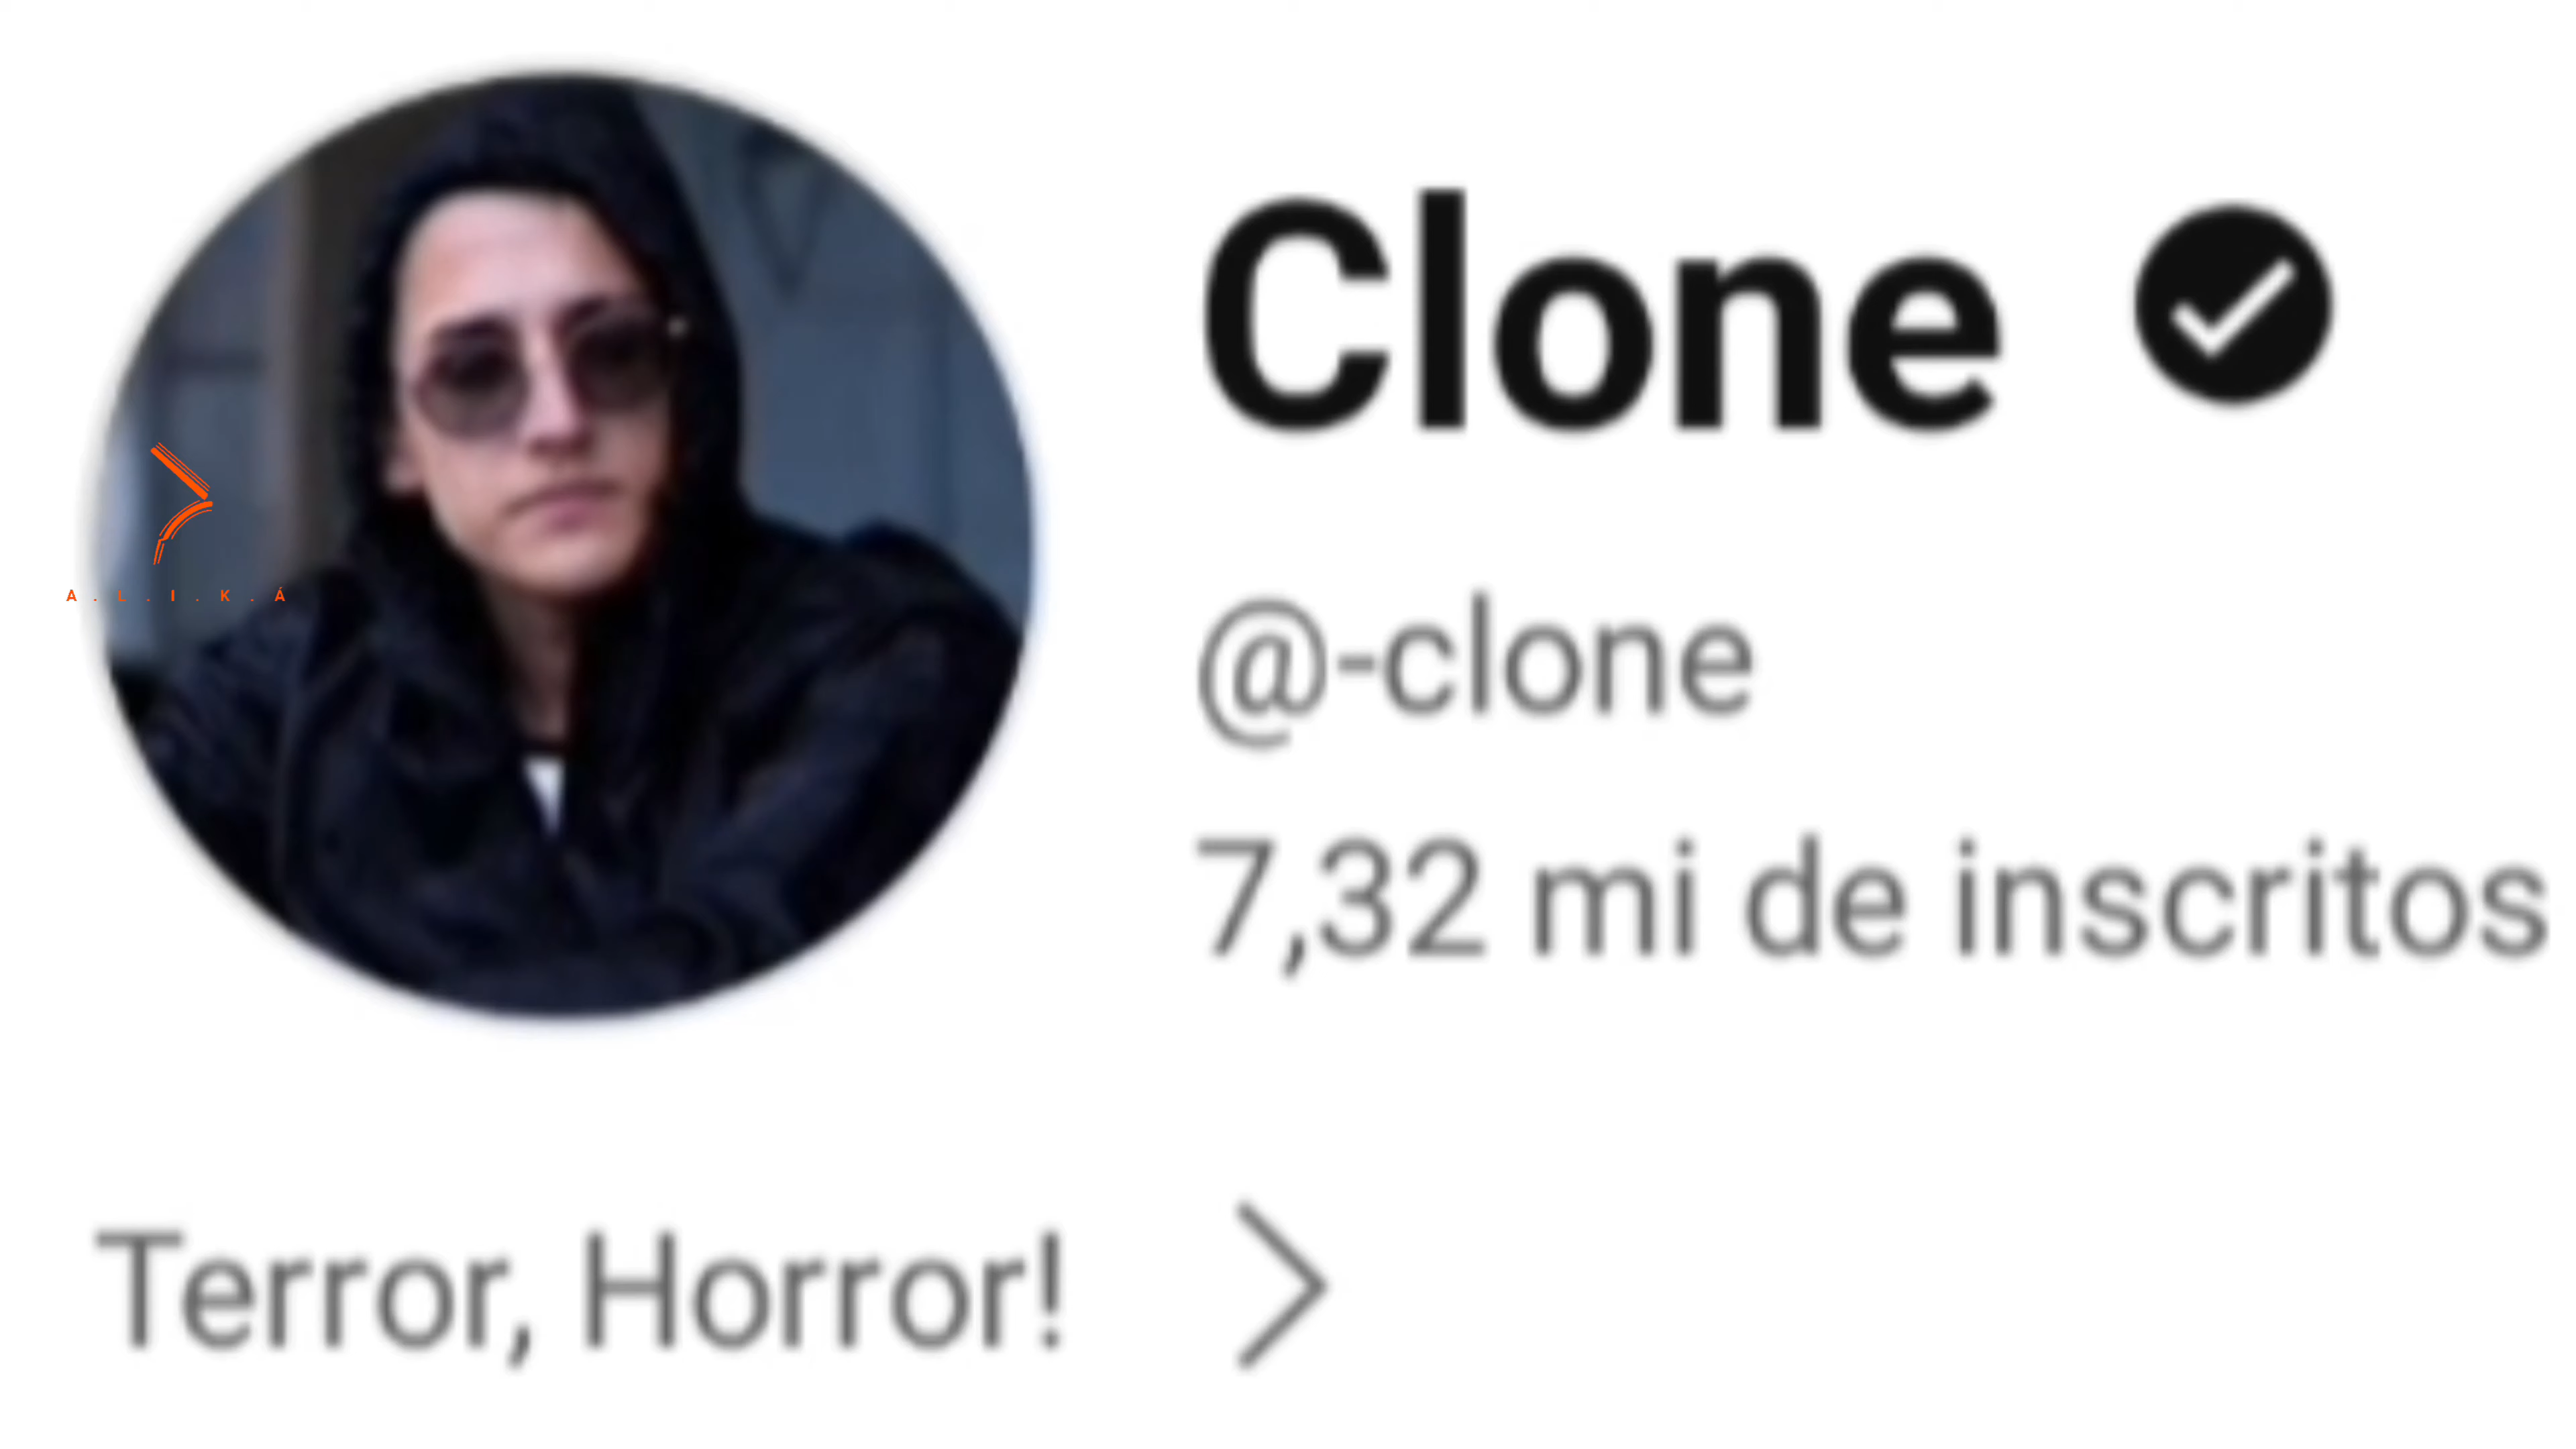 Clone
@-clone
7,32 mi de inscritos
A.L.I.K.Á
Terror, Horror!